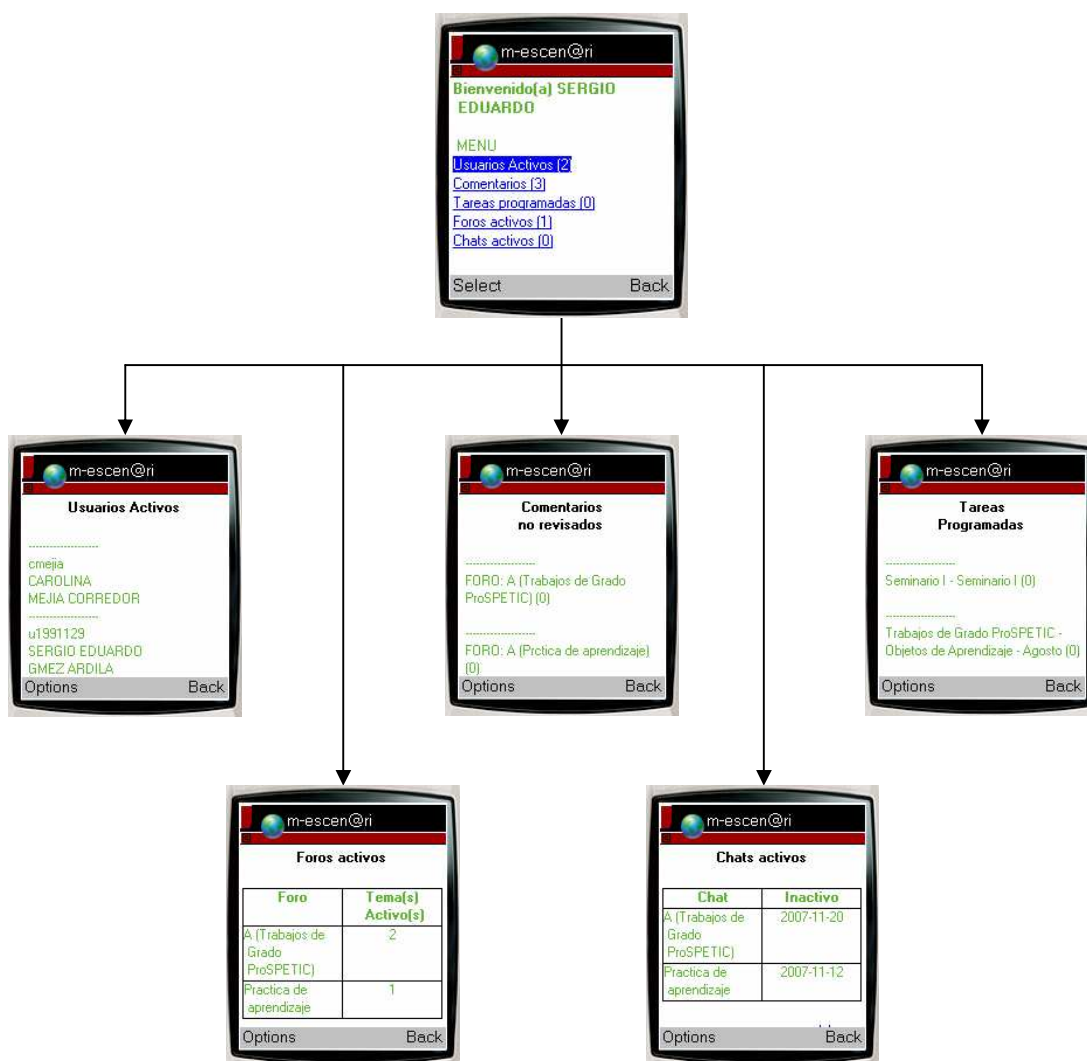 m-escen@ri
Bienvenido(a) SERGIO
EDUARDO
MENU
Usuarios Activos (2)
Comentarios (3)
Tareas programadas (0)
Foros activos (1)
Chats activos (0)
Select Back
m-escen@ri
Usuarios Activos
--------------------
cmejia
CAROLINA
MEJIA CORREDOR
--------------------
u1991129
SERGIO EDUARDO
GMEZ ARDILA
Options Back
m-escen@ri
Comentarios
no revisados
--------------------
FORO: A (Trabajos de Grado
ProSPETIC) (0)
--------------------
FORO: A (Prctica de aprendizaje)
(0)
Options Back
m-escen@ri
Tareas
Programadas
--------------------
Seminario I - Seminario I (0)
--------------------
Trabajos de Grado ProSPETIC -
Objetos de Aprendizaje - Agosto (0)
Options Back
m-escen@ri
Foros activos
Foro Tema(s)
Activo(s)
A (Trabajos de 2
Grado
ProSPETIC)
Practica de 1
aprendizaje
Options Back
m-escen@ri
Chats activos
Chat Inactivo
A (Trabajos de 2007-11-20
Grado
ProSPETIC)
Practica de 2007-11-12
aprendizaje
Options Back